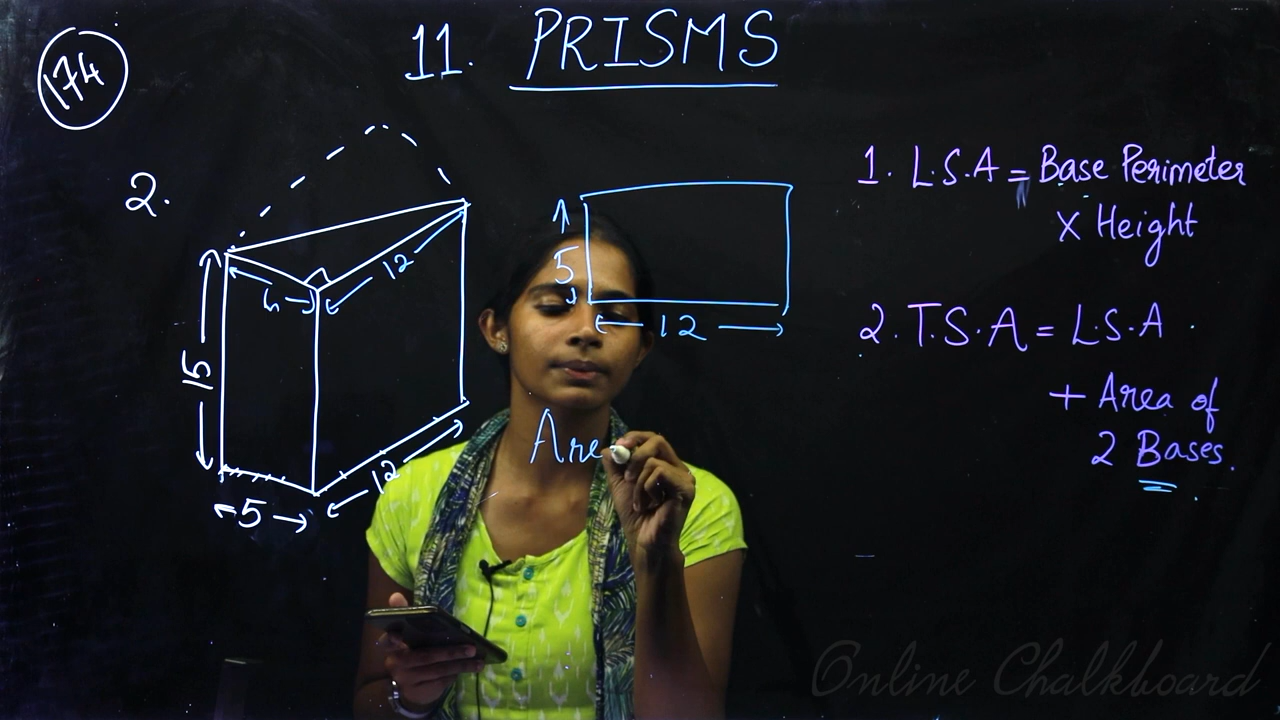 174
11. PRISMS
2.
12
5
15
5
12
5
12
Are
1. L.S.A = Base Perimeter
X Height
2. T.S.A = L.S.A
+ Area of
2 Bases.
Online Chalkboard